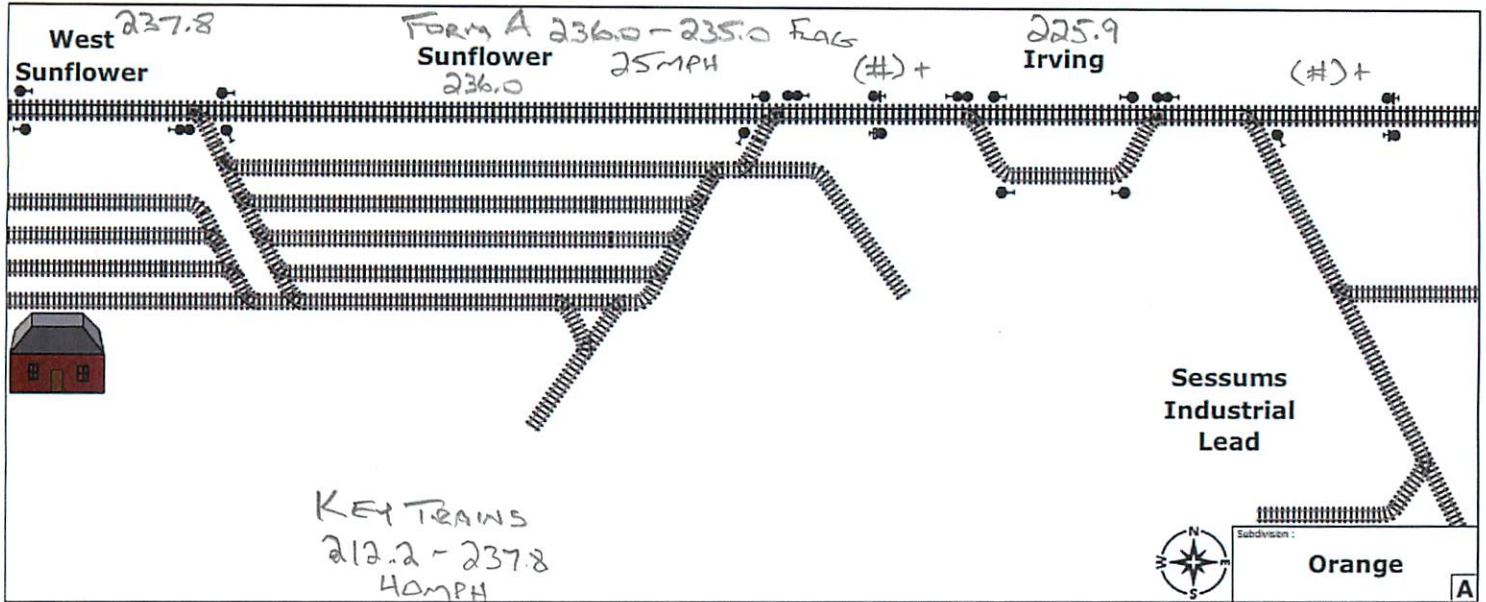 West 237.8
Sunflower
FORM A 236.0 - 235.0 FLAG
Sunflower 25MPH
236.0
(#)+
225.9
Irving
(#)+
Sessums
Industrial
Lead
KEY TRAINS
212.2 - 237.8
40MPH
N
W E
S
Subdivision :
Orange
A